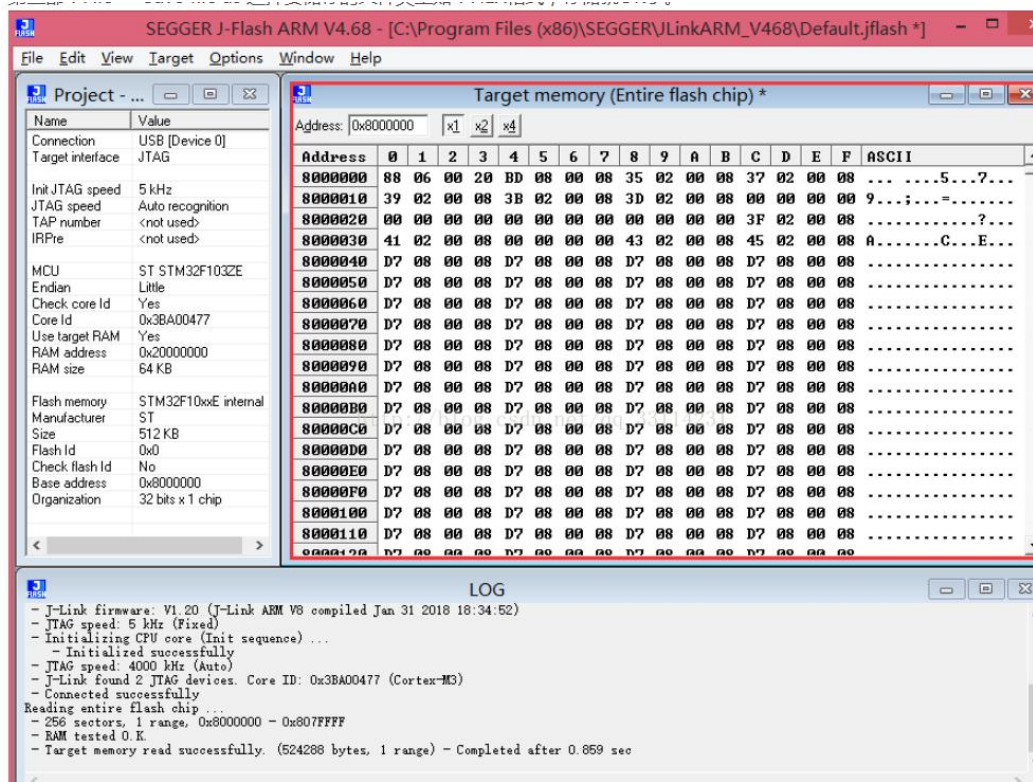 SEGGER J-Flash ARM V4.68 - [C:\Program Files (x86)\SEGGER\JLinkARM_V468\Default.jflash *]
File Edit View Target Options Window Help
Project - ...
Name Value
Connection USB [Device 0]
Target interface JTAG
Init JTAG speed 5 kHz
JTAG speed Auto recognition
TAP number <not used>
IRPre <not used>
MCU ST STM32F103ZE
Endian Little
Check core Id Yes
Core Id 0x3BA00477
Use target RAM Yes
RAM address 0x20000000
RAM size 64 KB
Flash memory STM32F10xxE internal
Manufacturer ST
Size 512 KB
Flash Id 0x0
Check flash Id No
Base address 0x8000000
Organization 32 bits x 1 chip
Target memory (Entire flash chip) *
Address: 0x8000000 x1 x2 x4
Address 0 1 2 3 4 5 6 7 8 9 A B C D E F ASCII
8000000 88 06 00 20 BD 08 00 08 35 02 00 08 37 02 00 08 ... ....5...7...
8000010 39 02 00 08 3B 02 00 08 3D 02 00 08 00 00 00 00 9...;...=.......
8000020 00 00 00 00 00 00 00 00 00 00 00 00 3F 02 00 08 ............?...
8000030 41 02 00 08 00 00 00 00 43 02 00 08 45 02 00 08 A.......C...E...
8000040 D7 08 00 08 D7 08 00 08 D7 08 00 08 D7 08 00 08 ................
8000050 D7 08 00 08 D7 08 00 08 D7 08 00 08 D7 08 00 08 ................
8000060 D7 08 00 08 D7 08 00 08 D7 08 00 08 D7 08 00 08 ................
8000070 D7 08 00 08 D7 08 00 08 D7 08 00 08 D7 08 00 08 ................
8000080 D7 08 00 08 D7 08 00 08 D7 08 00 08 D7 08 00 08 ................
8000090 D7 08 00 08 D7 08 00 08 D7 08 00 08 D7 08 00 08 ................
80000A0 D7 08 00 08 D7 08 00 08 D7 08 00 08 D7 08 00 08 ................
80000B0 D7 08 00 08 D7 08 00 08 D7 08 00 08 D7 08 00 08 ................
80000C0 D7 08 00 08 D7 08 00 08 D7 08 00 08 D7 08 00 08 ................
80000D0 D7 08 00 08 D7 08 00 08 D7 08 00 08 D7 08 00 08 ................
80000E0 D7 08 00 08 D7 08 00 08 D7 08 00 08 D7 08 00 08 ................
80000F0 D7 08 00 08 D7 08 00 08 D7 08 00 08 D7 08 00 08 ................
8000100 D7 08 00 08 D7 08 00 08 D7 08 00 08 D7 08 00 08 ................
8000110 D7 08 00 08 D7 08 00 08 D7 08 00 08 D7 08 00 08 ................
LOG
- J-Link firmware: V1.20 (J-Link ARM V8 compiled Jan 31 2018 18:34:52)
- JTAG speed: 5 kHz (Fixed)
- Initializing CPU core (Init sequence) ...
- Initialized successfully
- JTAG speed: 4000 kHz (Auto)
- J-Link found 2 JTAG devices. Core ID: 0x3BA00477 (Cortex-M3)
- Connected successfully
Reading entire flash chip ...
- 256 sectors, 1 range, 0x8000000 - 0x807FFFF
- RAM tested O.K.
- Target memory read successfully. (524288 bytes, 1 range) - Completed after 0.859 sec